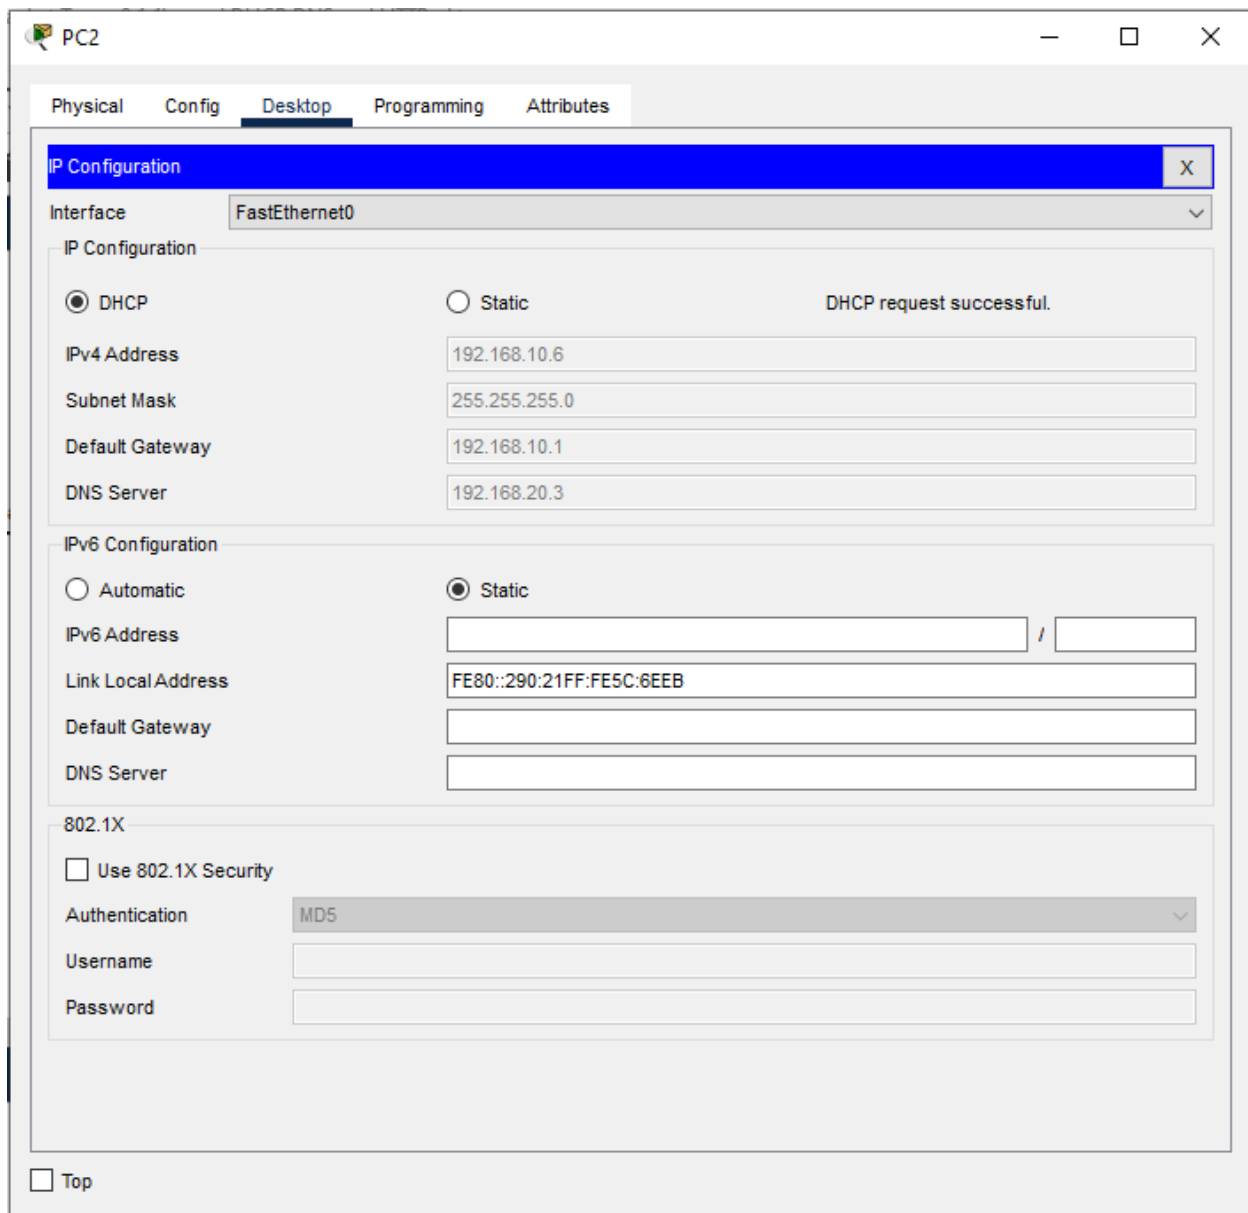 PC2
Physical Config Desktop Programming Attributes
IP Configuration X
Interface FastEthernet0
IP Configuration
DHCP Static DHCP request successful.
IPv4 Address 192.168.10.6
Subnet Mask 255.255.255.0
Default Gateway 192.168.10.1
DNS Server 192.168.20.3
IPv6 Configuration
Automatic Static
IPv6 Address /
Link Local Address FE80::290:21FF:FE5C:6EEB
Default Gateway
DNS Server
802.1X
Use 802.1X Security
Authentication MD5
Username
Password
Top